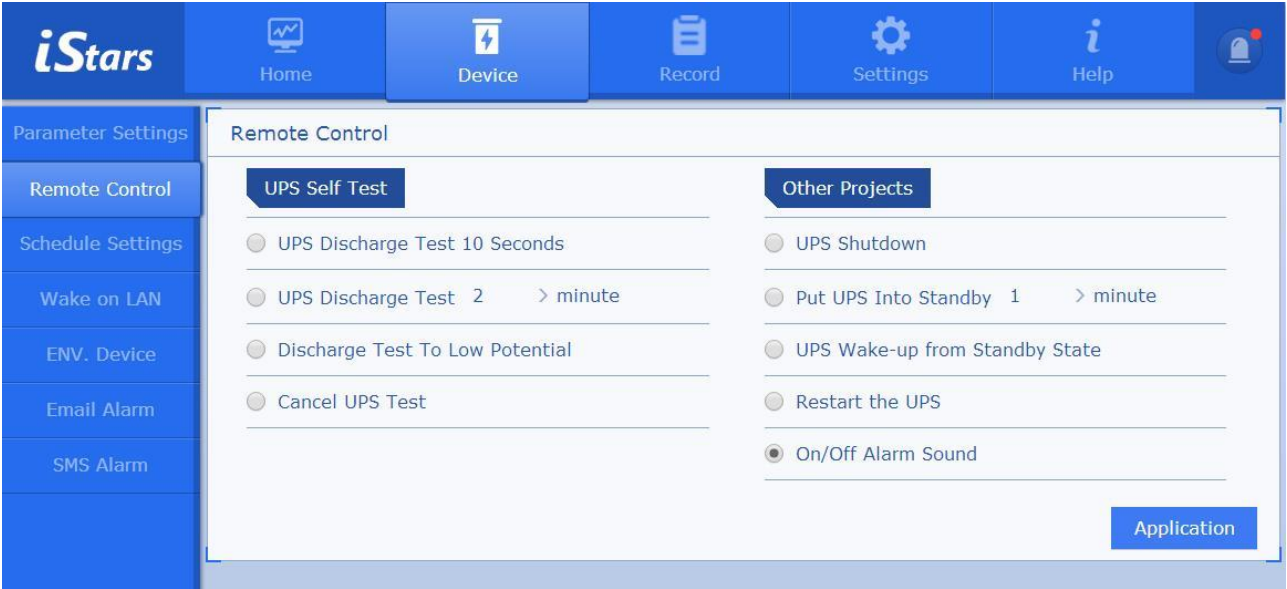 iStars
Home
Device
Record
Settings
Help
Parameter Settings
Remote Control
Schedule Settings
Wake on LAN
ENV. Device
Email Alarm
SMS Alarm
Remote Control
UPS Self Test
UPS Discharge Test 10 Seconds
UPS Discharge Test 2 > minute
Discharge Test To Low Potential
Cancel UPS Test
Other Projects
UPS Shutdown
Put UPS Into Standby 1 > minute
UPS Wake-up from Standby State
Restart the UPS
On/Off Alarm Sound
Application